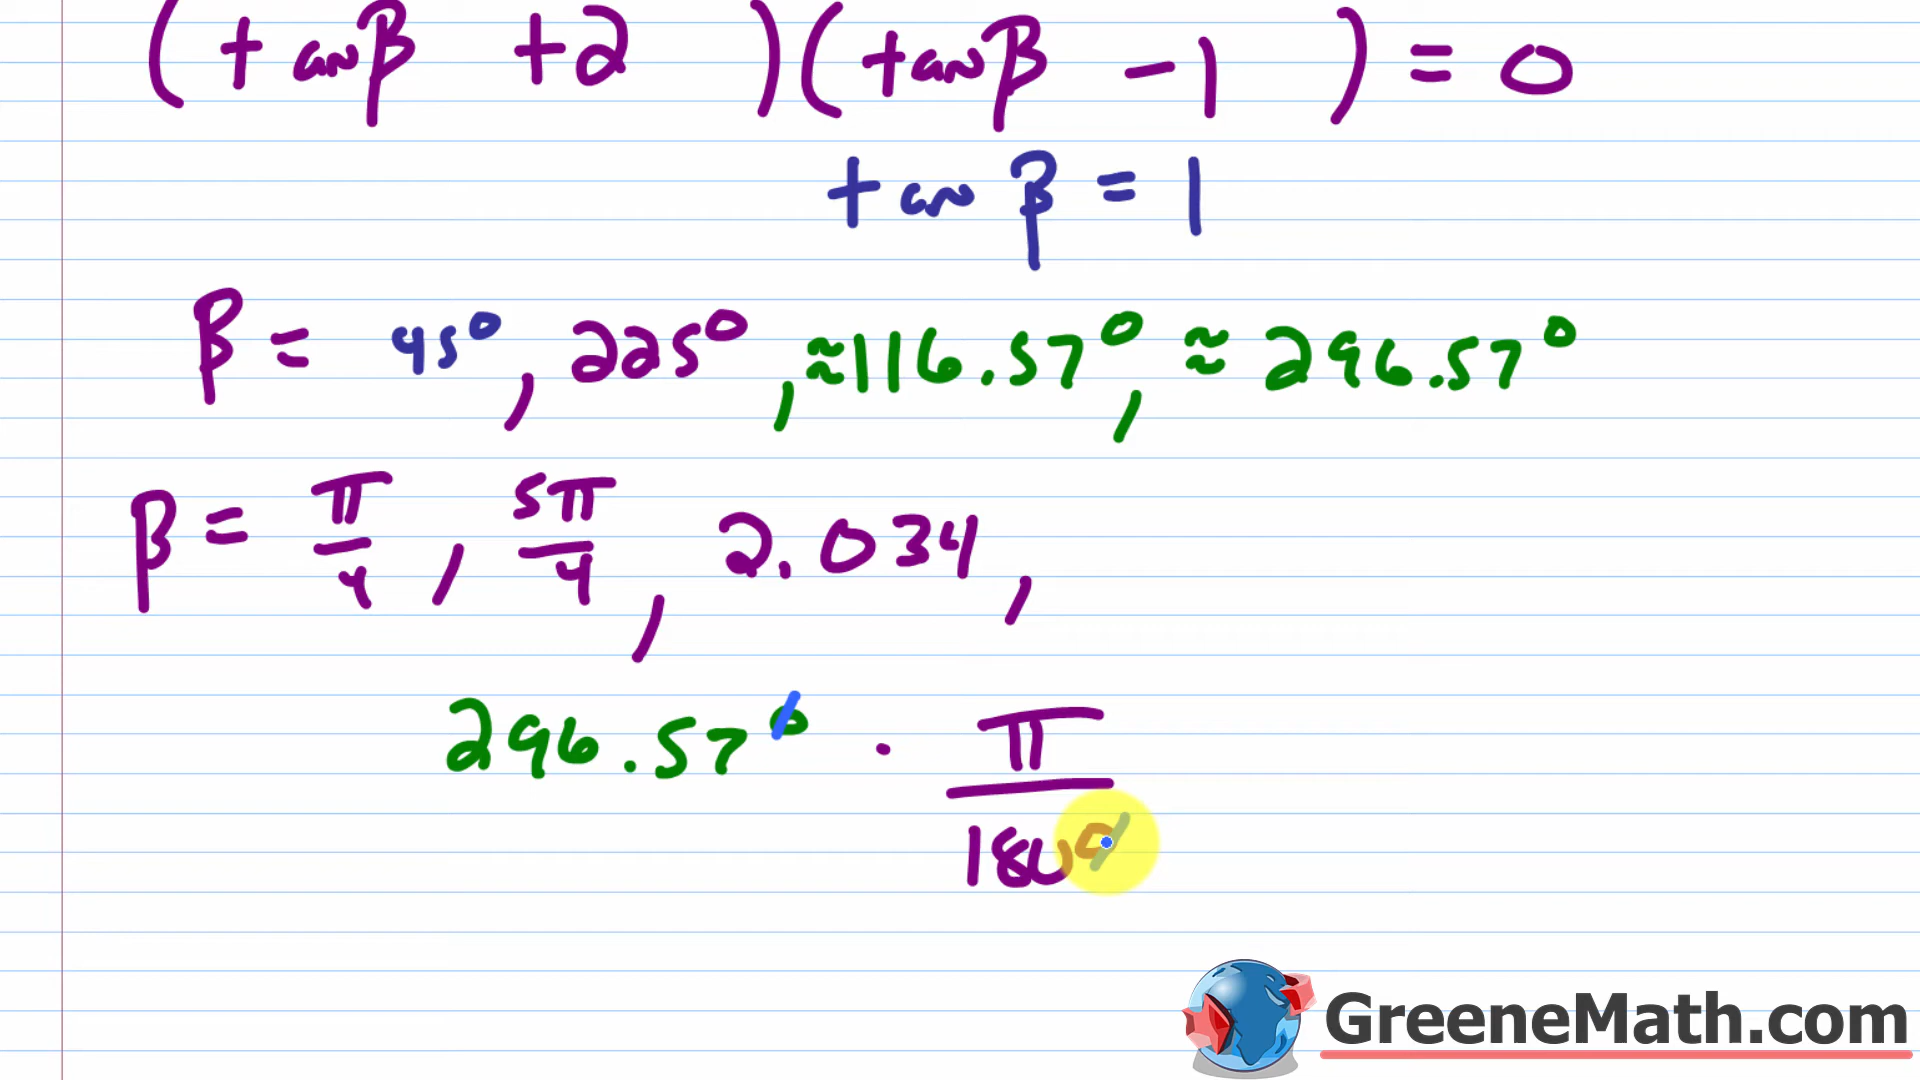 (tanβ +2)(tanβ -1) = 0
tan β = 1
β = 45°, 225°, ≈116.57°, ≈ 296.57°
β = π/4, 5π/4, 2.034,
296.57° · π/180°
GreeneMath.com